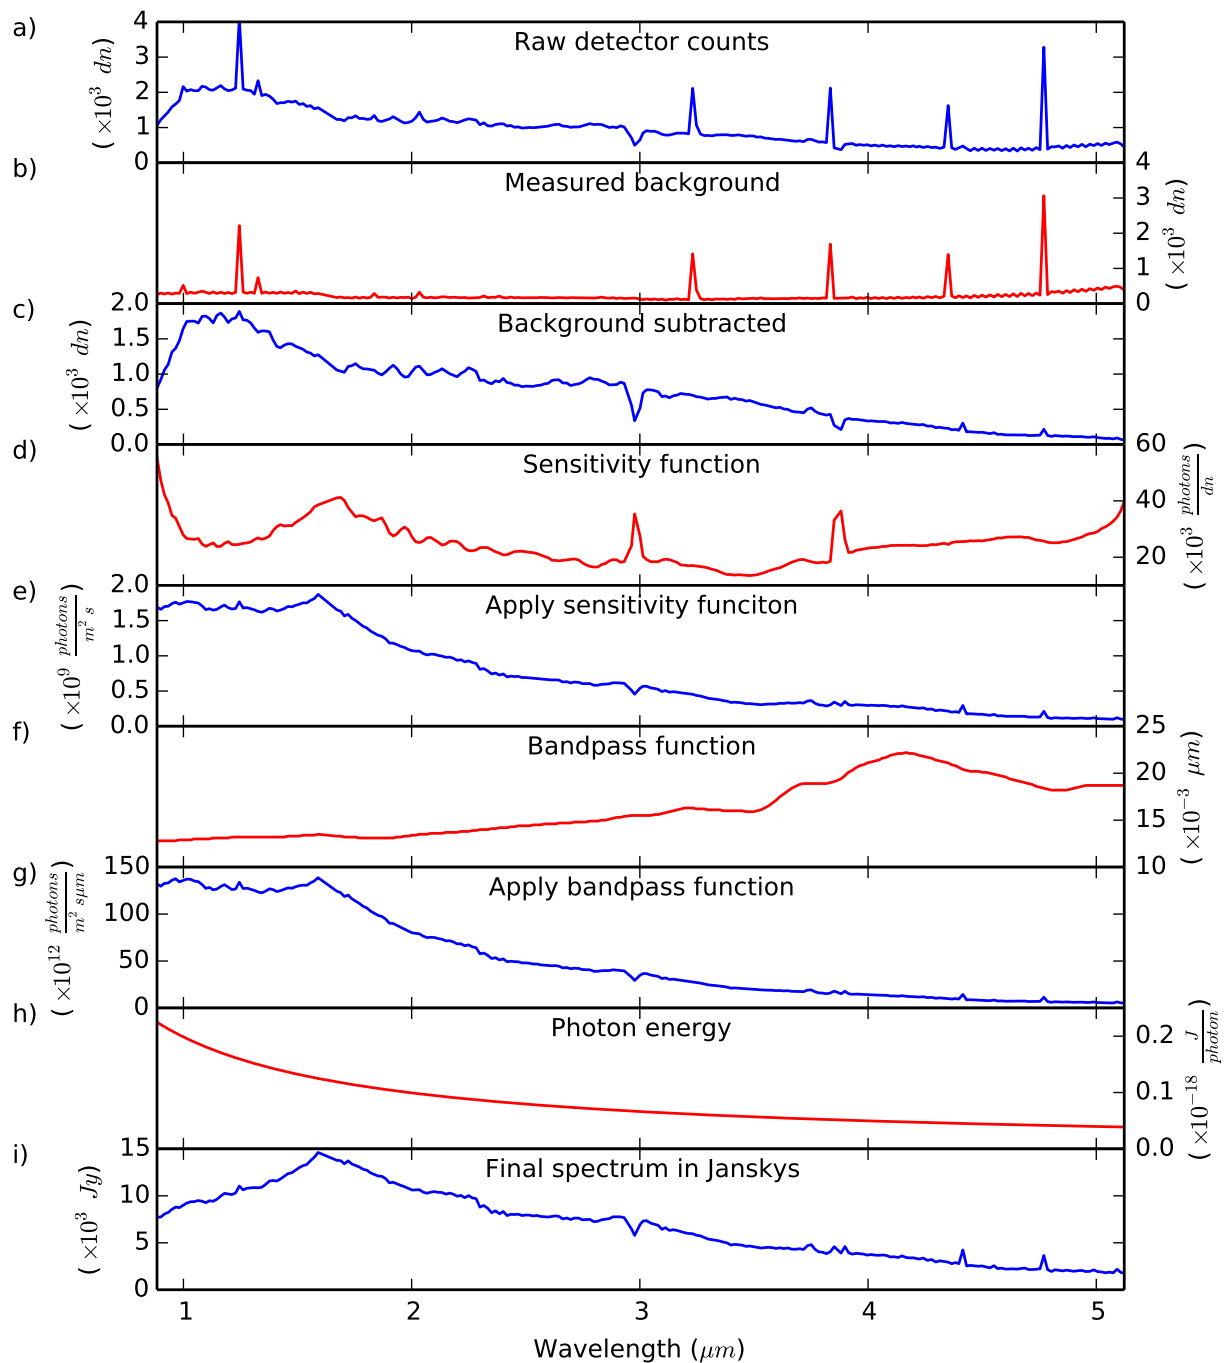 a)
4
3
2
1
0
( ×10³ dn)
Raw detector counts
b)
Measured background
4
3
2
1
0
( ×10³ dn)
c)
2.0
1.5
1.0
0.5
0.0
( ×10³ dn)
Background subtracted
d)
Sensitivity function
60
40
20
( ×10³ photons/dn )
e)
2.0
1.5
1.0
0.5
0.0
( ×10⁹ photons/m² s )
Apply sensitivity funciton
f)
Bandpass function
25
20
15
10
( ×10⁻³ μm)
g)
150
100
50
0
( ×10¹² photons/m² sμm )
Apply bandpass function
h)
Photon energy
0.2
0.1
0.0
( ×10⁻¹⁸ J/photon )
i)
15
10
5
0
( ×10³ Jy)
Final spectrum in Janskys
1 2 3 4 5
Wavelength (μm)